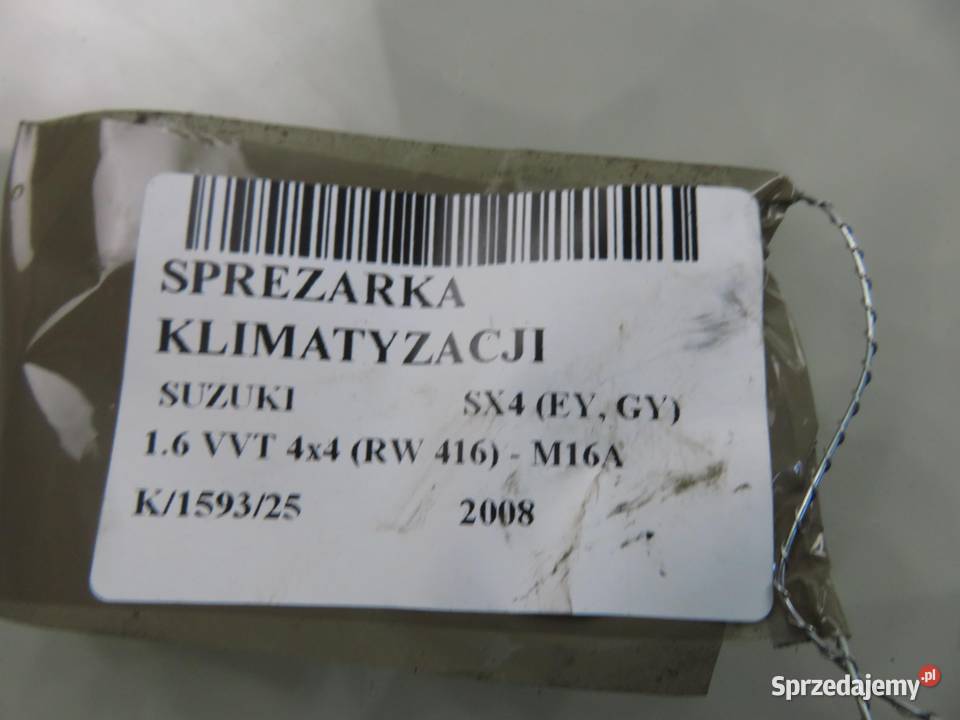 SPREZARKA
KLIMATYZACJI
SUZUKI SX4 (EY, GY)
1.6 VVT 4x4 (RW 416) - M16A
K/1593/25 2008
Sprzedajemy.pl